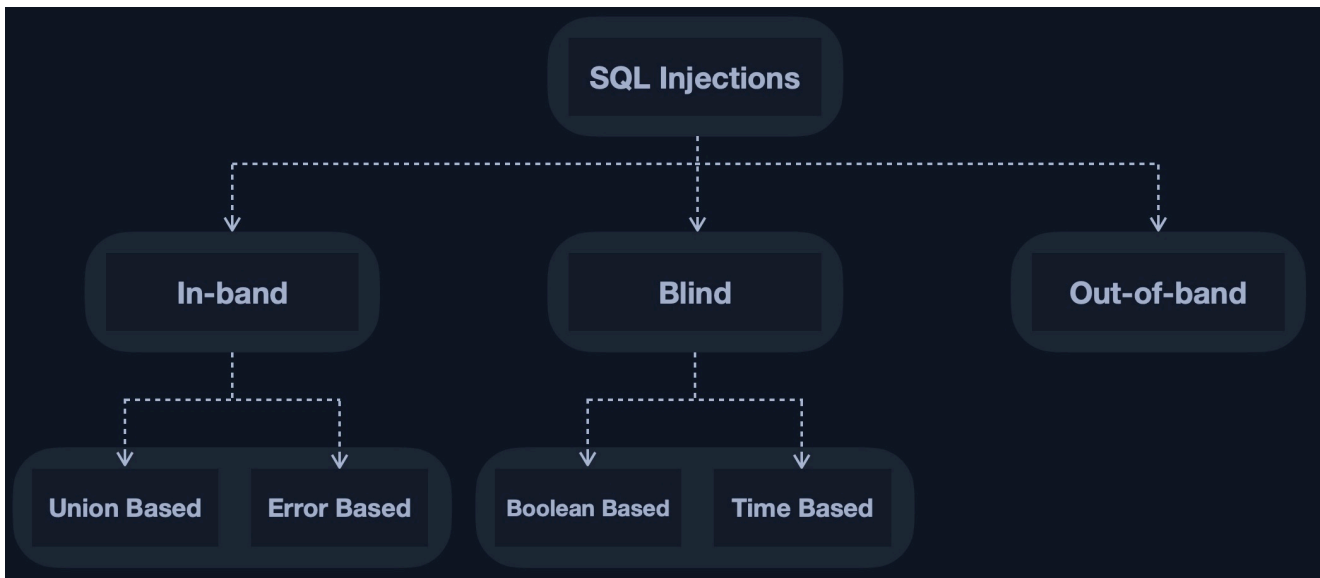 SQL Injections
In-band
Blind
Out-of-band
Union Based
Error Based
Boolean Based
Time Based